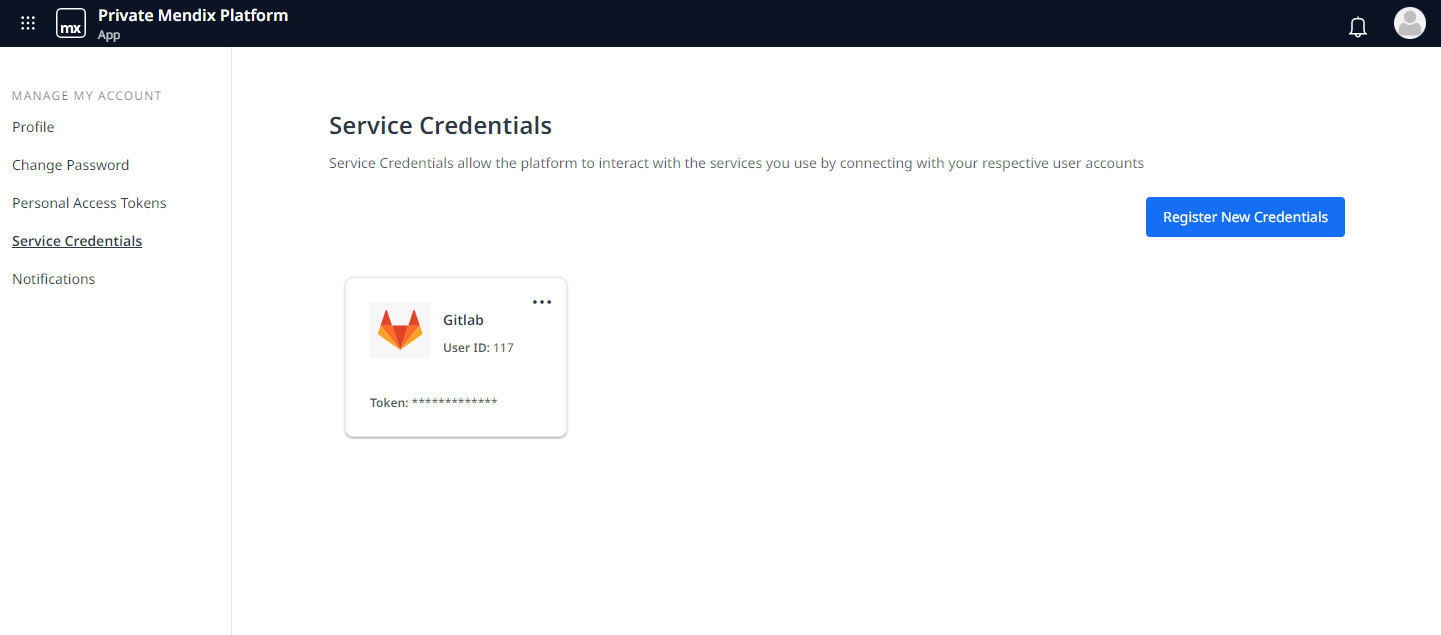 mx
Private Mendix Platform
App
MANAGE MY ACCOUNT
Profile
Change Password
Personal Access Tokens
Service Credentials
Notifications
Service Credentials
Service Credentials allow the platform to interact with the services you use by connecting with your respective user accounts
Register New Credentials
Gitlab
User ID: 117
Token: *************